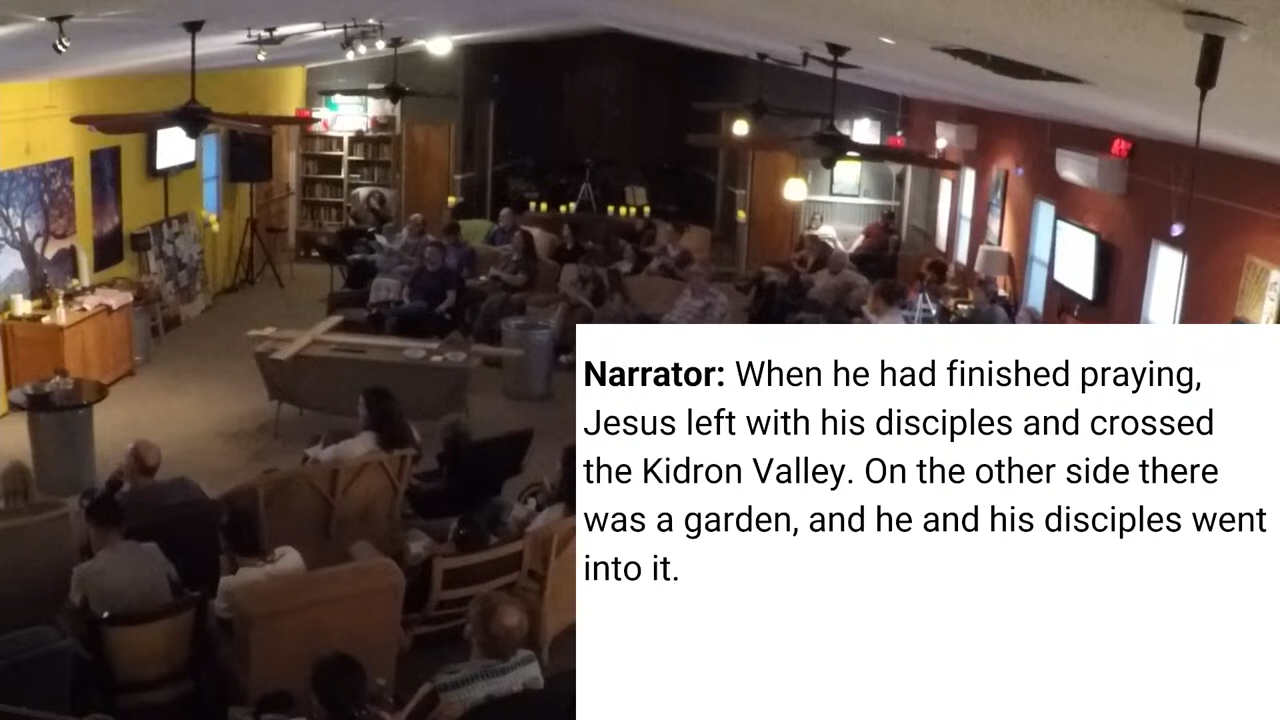 Narrator: When he had finished praying,
Jesus left with his disciples and crossed
the Kidron Valley. On the other side there
was a garden, and he and his disciples went
into it.